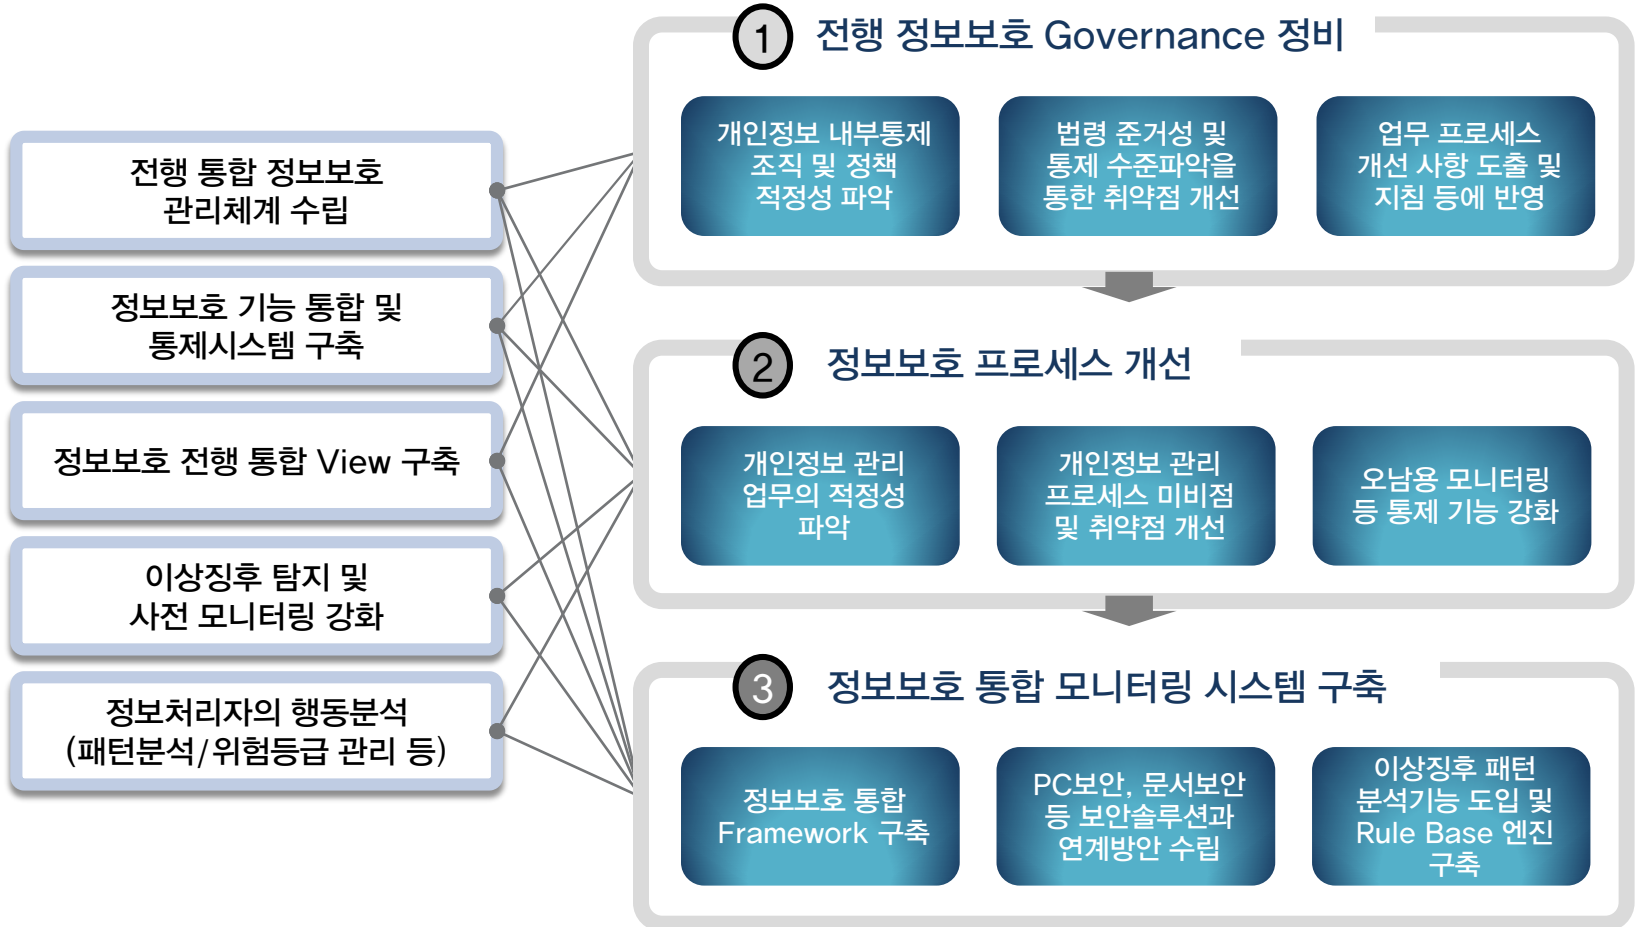 전행 통합 정보보호
관리체계 수립
정보보호 기능 통합 및
통제시스템 구축
정보보호 전행 통합 View 구축
이상징후 탐지 및
사전 모니터링 강화
정보처리자의 행동분석
(패턴분석/위험등급 관리 등)
1 전행 정보보호 Governance 정비
개인정보 내부통제
조직 및 정책
적정성 파악
법령 준거성 및
통제 수준파악을
통한 취약점 개선
업무 프로세스
개선 사항 도출 및
지침 등에 반영
2 정보보호 프로세스 개선
개인정보 관리
업무의 적정성
파악
개인정보 관리
프로세스 미비점
및 취약점 개선
오남용 모니터링
등 통제 기능 강화
3 정보보호 통합 모니터링 시스템 구축
정보보호 통합
Framework 구축
PC보안, 문서보안
등 보안솔루션과
연계방안 수립
이상징후 패턴
분석기능 도입 및
Rule Base 엔진
구축